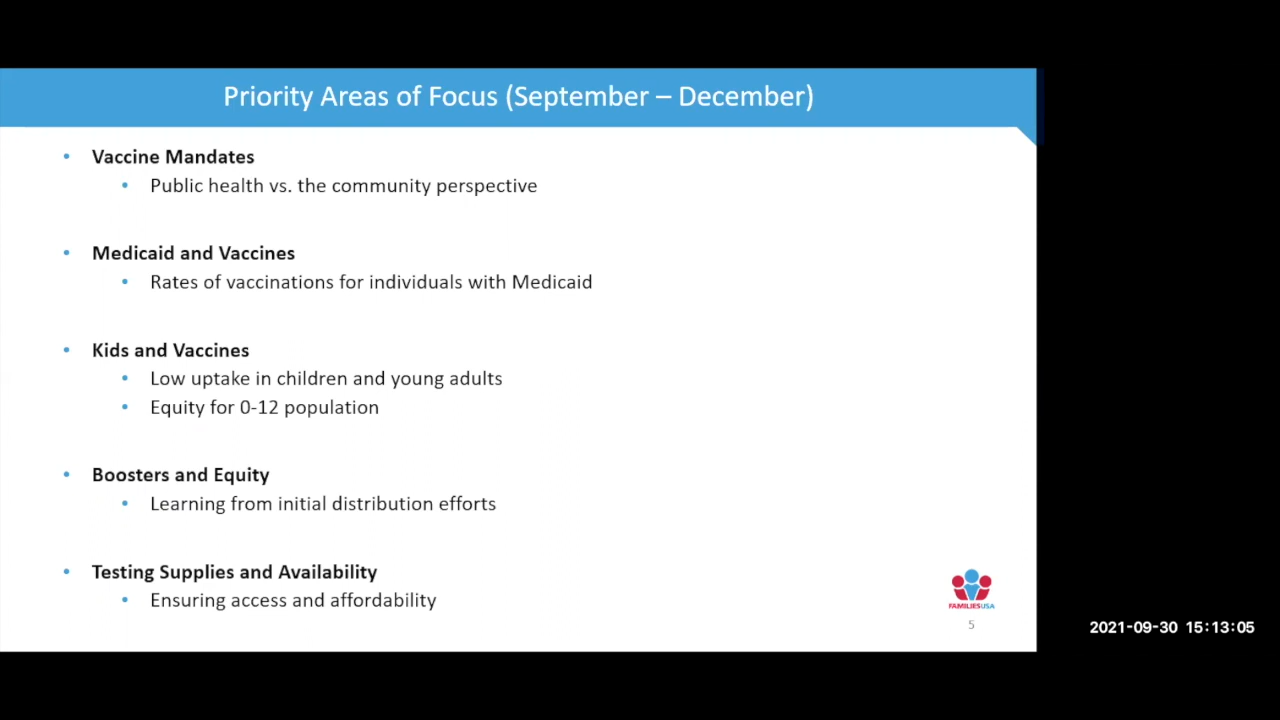 Priority Areas of Focus (September – December)
• Vaccine Mandates
• Public health vs. the community perspective
• Medicaid and Vaccines
• Rates of vaccinations for individuals with Medicaid
• Kids and Vaccines
• Low uptake in children and young adults
• Equity for 0-12 population
• Boosters and Equity
• Learning from initial distribution efforts
• Testing Supplies and Availability
• Ensuring access and affordability
FAMILIESUSA
5
2021-09-30 15:13:05